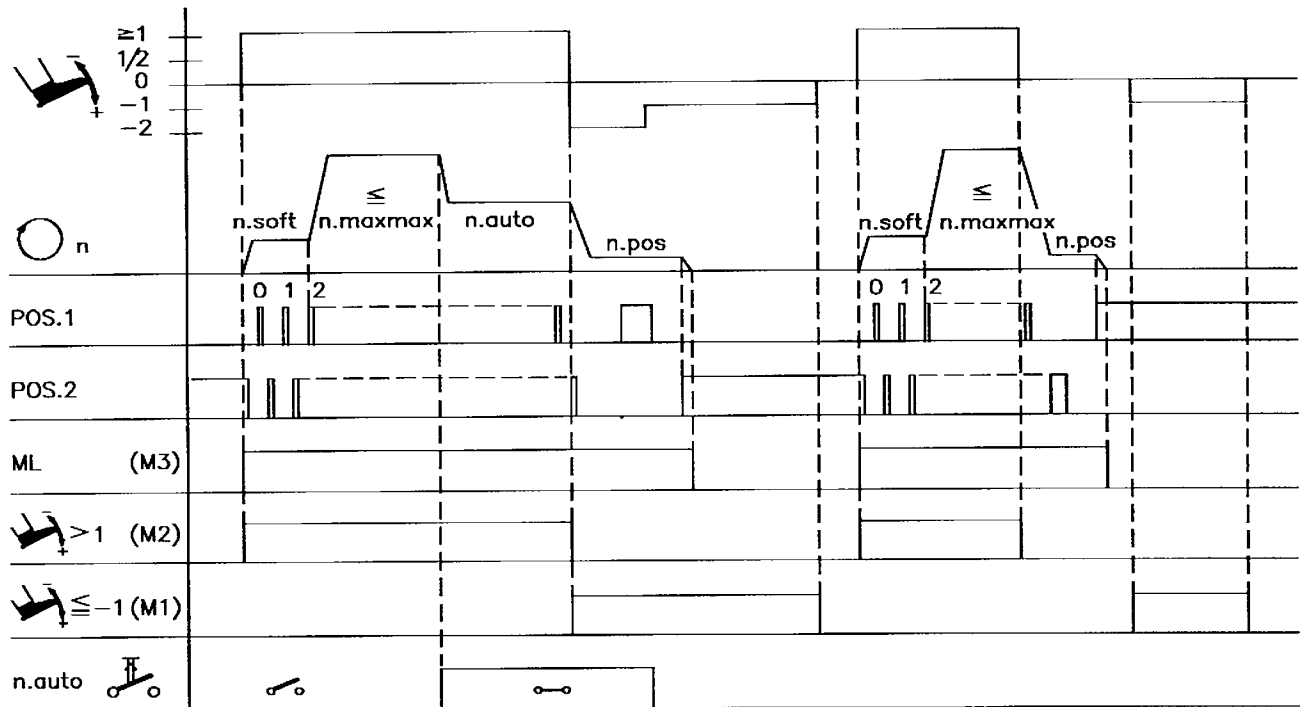 ≧1
1/2
0
−1
−2
− +
n
n.soft
≦
n.maxmax
n.auto
n.pos
n.soft
≦
n.maxmax
n.pos
POS.1
0 1 2
0 1 2
POS.2
ML (M3)
− + >1 (M2)
− + ≦−1 (M1)
n.auto